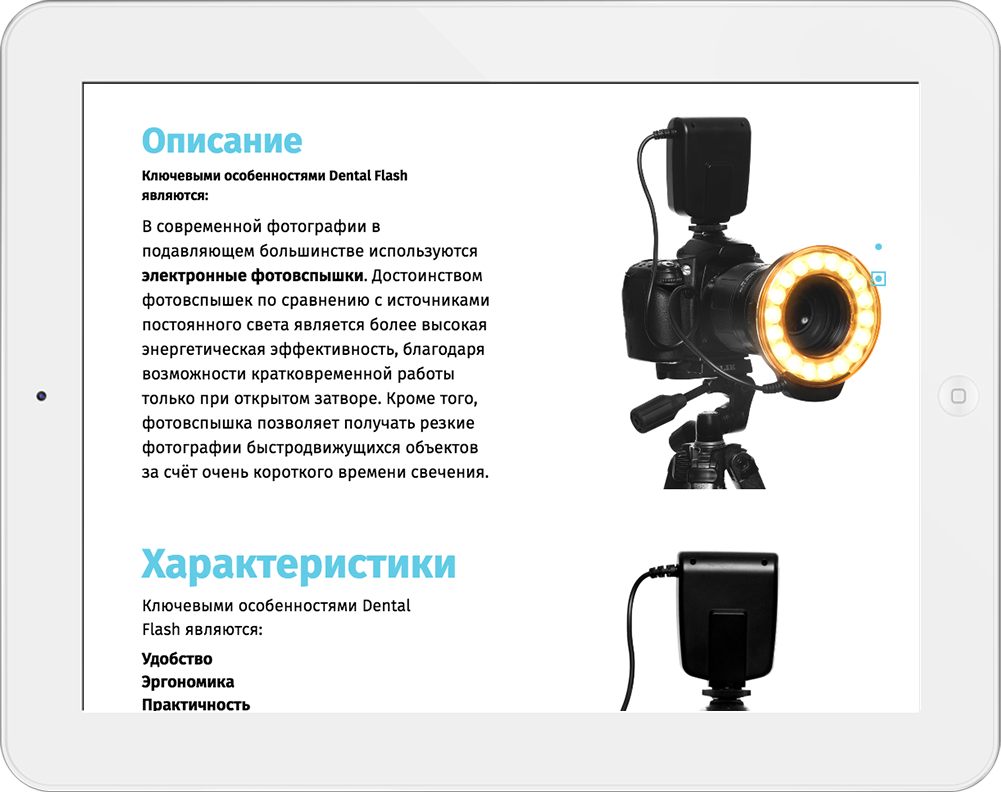 Описание
Ключевыми особенностями Dental Flash
являются:
В современной фотографии в
подавляющем большинстве используются
электронные фотовспышки. Достоинством
фотовспышек по сравнению с источниками
постоянного света является более высокая
энергетическая эффективность, благодаря
возможности кратковременной работы
только при открытом затворе. Кроме того,
фотовспышка позволяет получать резкие
фотографии быстродвижущихся объектов
за счёт очень короткого времени свечения.
Характеристики
Ключевыми особенностями Dental
Flash являются:
Удобство
Эргономика
Практичность